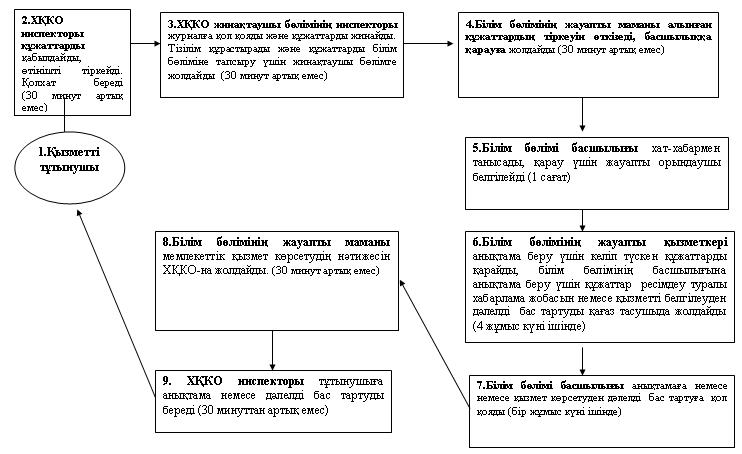 2.ХҚКО
инспекторы
құжаттарды
қабылдайды,
өтінішті тіркейді.
Қолхат береді
(30 минут артық
емес)
3.ХҚКО жинақтаушы бөлімінің инспекторы
журналға қол қояды және құжаттарды жинайды.
Тізілім құрастырады және құжаттарды білім
бөліміне тапсыру үшін жинақтаушы бөлімге
жолдайды (30 минут артық емес)
4.Білім бөлімінің жауапты маманы алынған
құжаттардың тіркеуін өткізеді, басшылыққа
қарауға жолдайды (30 минут артық емес)
1.Қызметті
тұтынушы
5.Білім бөлімі басшылығы хат-хабармен
танысады, қарау үшін жауапты орындаушы
белгілейді (1 сағат)
8.Білім бөлімінің жауапты маманы
мемлекеттік қызмет көрсетудің нәтижесін
ХҚКО-на жолдайды. (30 минут артық емес)
6.Білім бөлімінің жауапты қызметкері
анықтама беру үшін келіп түскен құжаттарды
қарайды, білім бөлімінің басшылығына
анықтама беру үшін құжаттар ресімдеу туралы
хабарлама жобасын немесе қызметті белгілеуден
дәлелді бас тартуды қағаз тасушыда жолдайды
(4 жұмыс күні ішінде)
9. ХҚКО инспекторы тұтынушыға
анықтама немесе дәлелді бас тартуды
береді (30 минуттан артық емес)
7.Білім бөлімі басшылығы анықтамаға немесе
немесе қызмет көрсетуден дәлелді бас тартуға қол
қояды (бір жұмыс күні ішінде)